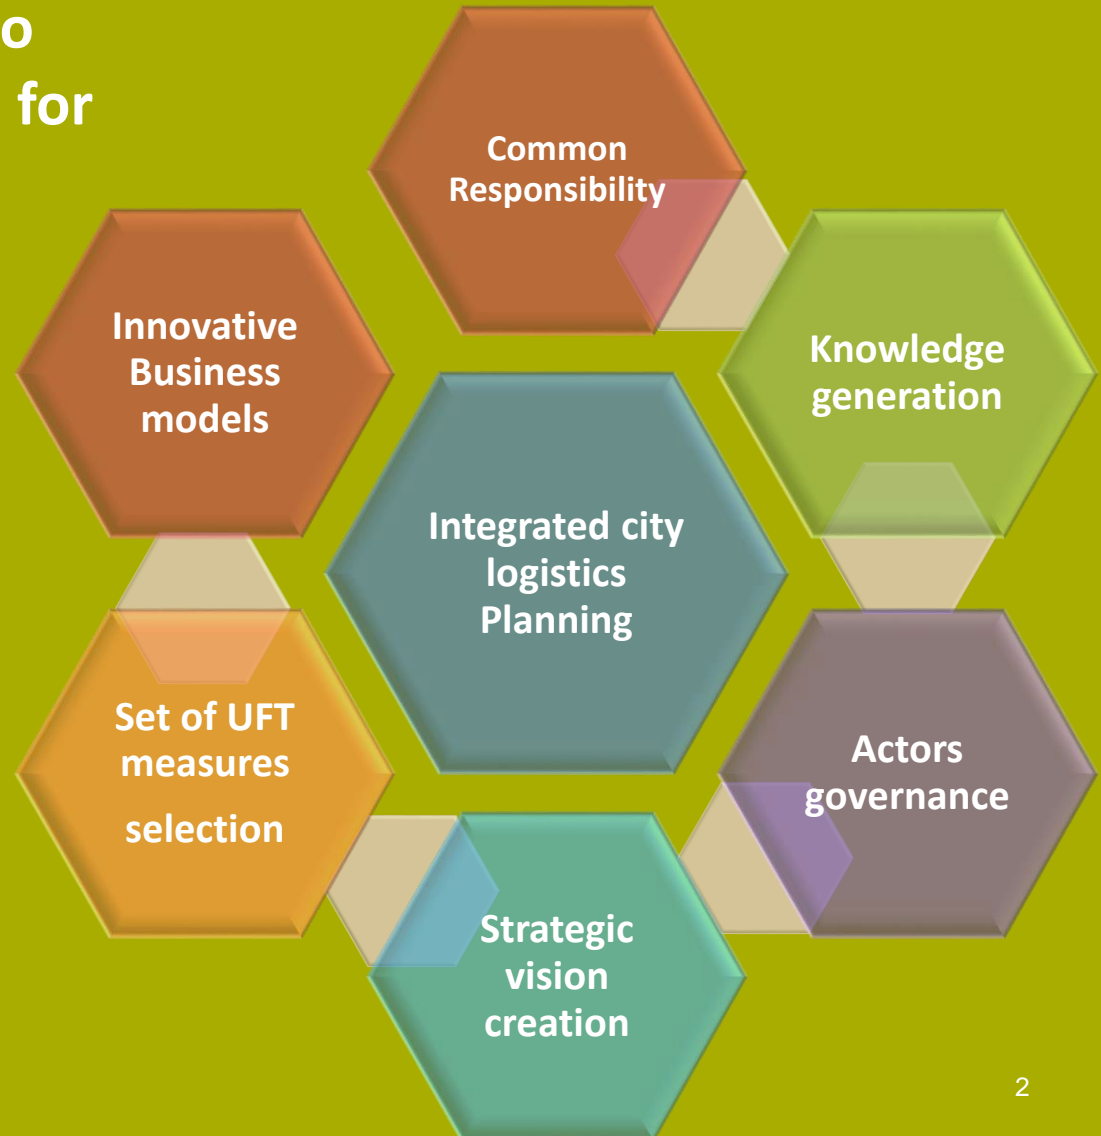 o
for
Common
Responsibility
Innovative
Business
models
Knowledge
generation
Integrated city
logistics
Planning
Set of UFT
measures
selection
Actors
governance
Strategic
vision
creation
2